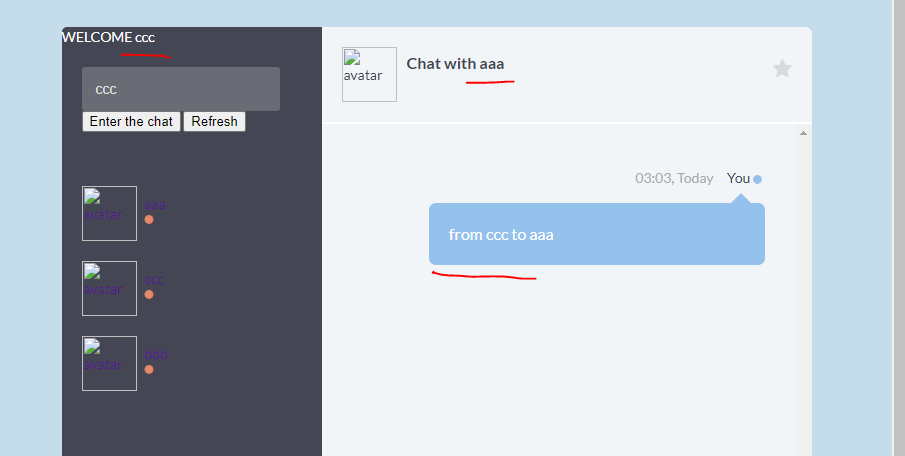 WELCOME ccc
ccc
Enter the chat Refresh
avatar aaa
avatar ccc
avatar bbb
avatar Chat with aaa
03:03, Today You
from ccc to aaa